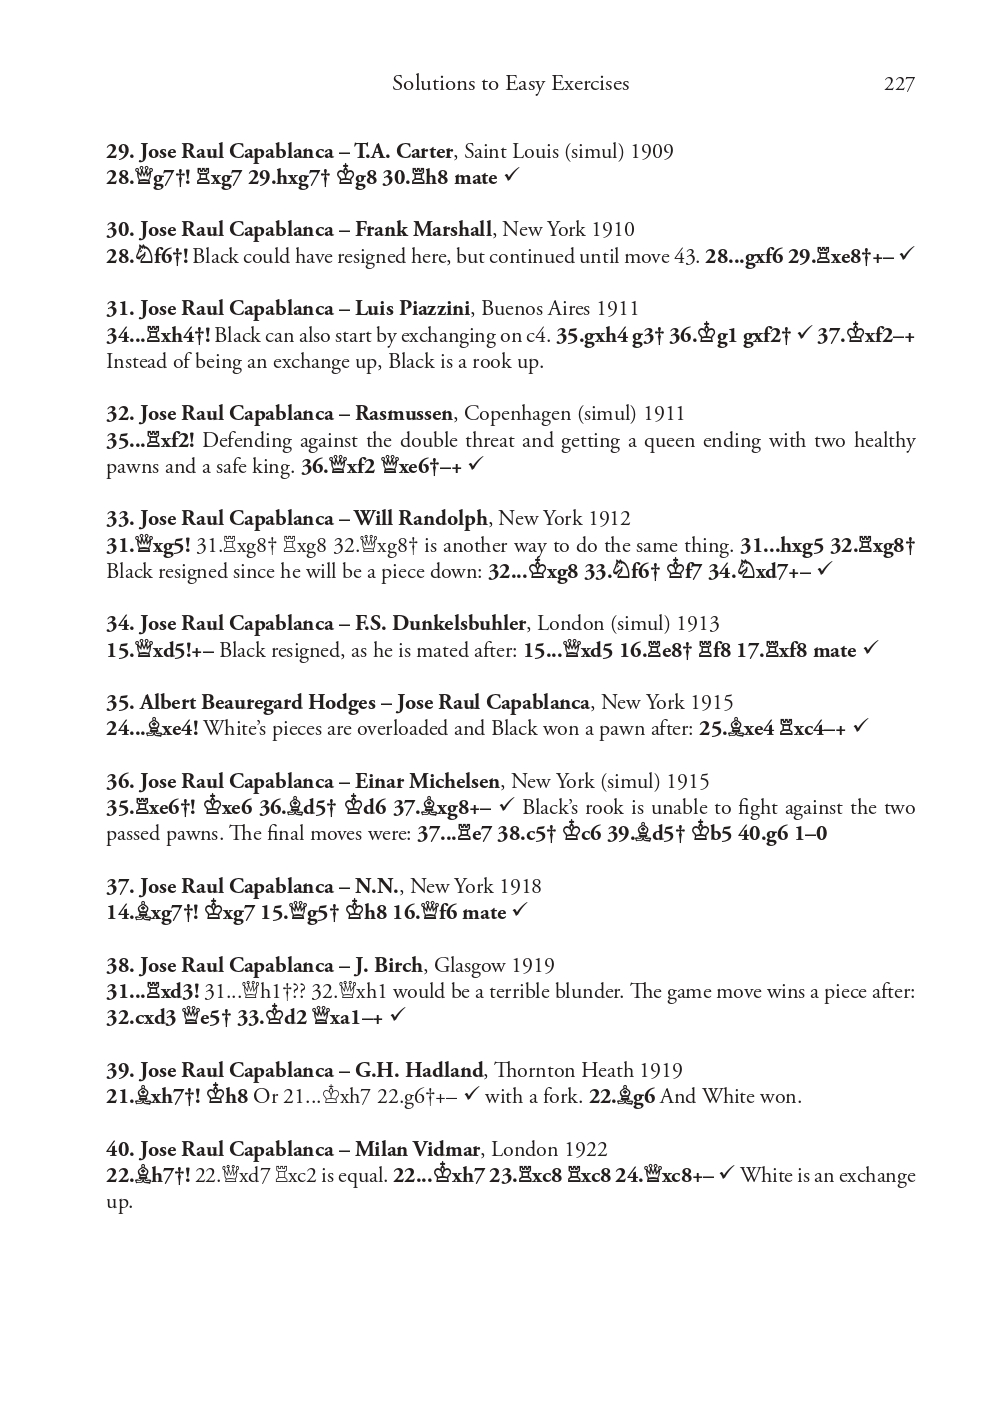 Solutions to Easy Exercises 227
29. Jose Raul Capablanca – T.A. Carter, Saint Louis (simul) 1909
28.♕g7†! ♖xg7 29.hxg7† ♔g8 30.♖h8 mate ✓
30. Jose Raul Capablanca – Frank Marshall, New York 1910
28.♘f6†! Black could have resigned here, but continued until move 43. 28...gxf6 29.♖xe8†+– ✓
31. Jose Raul Capablanca – Luis Piazzini, Buenos Aires 1911
34...♖xh4†! Black can also start by exchanging on c4. 35.gxh4 g3† 36.♔g1 gxf2† ✓ 37.♔xf2–+
Instead of being an exchange up, Black is a rook up.
32. Jose Raul Capablanca – Rasmussen, Copenhagen (simul) 1911
35...♖xf2! Defending against the double threat and getting a queen ending with two healthy
pawns and a safe king. 36.♕xf2 ♕xe6†–+ ✓
33. Jose Raul Capablanca – Will Randolph, New York 1912
31.♕xg5! 31.♖xg8† ♖xg8 32.♕xg8† is another way to do the same thing. 31...hxg5 32.♖xg8†
Black resigned since he will be a piece down: 32...♔xg8 33.♘f6† ♔f7 34.♘xd7+– ✓
34. Jose Raul Capablanca – F.S. Dunkelsbuhler, London (simul) 1913
15.♕xd5!+– Black resigned, as he is mated after: 15...♕xd5 16.♖e8† ♖f8 17.♖xf8 mate ✓
35. Albert Beauregard Hodges – Jose Raul Capablanca, New York 1915
24...♗xe4! White’s pieces are overloaded and Black won a pawn after: 25.♗xe4 ♖xc4–+ ✓
36. Jose Raul Capablanca – Einar Michelsen, New York (simul) 1915
35.♖xe6†! ♔xe6 36.♗d5† ♔d6 37.♗xg8+– ✓ Black’s rook is unable to fight against the two
passed pawns. The final moves were: 37...♖e7 38.c5† ♔c6 39.♗d5† ♔b5 40.g6 1–0
37. Jose Raul Capablanca – N.N., New York 1918
14.♗xg7†! ♔xg7 15.♕g5† ♔h8 16.♕f6 mate ✓
38. Jose Raul Capablanca – J. Birch, Glasgow 1919
31...♖xd3! 31...♕h1†?? 32.♕xh1 would be a terrible blunder. The game move wins a piece after:
32.cxd3 ♕e5† 33.♔d2 ♕xa1–+ ✓
39. Jose Raul Capablanca – G.H. Hadland, Thornton Heath 1919
21.♗xh7†! ♔h8 Or 21...♔xh7 22.g6†+– ✓ with a fork. 22.♗g6 And White won.
40. Jose Raul Capablanca – Milan Vidmar, London 1922
22.♗h7†! 22.♕xd7 ♖xc2 is equal. 22...♔xh7 23.♖xc8 ♖xc8 24.♕xc8+– ✓ White is an exchange
up.